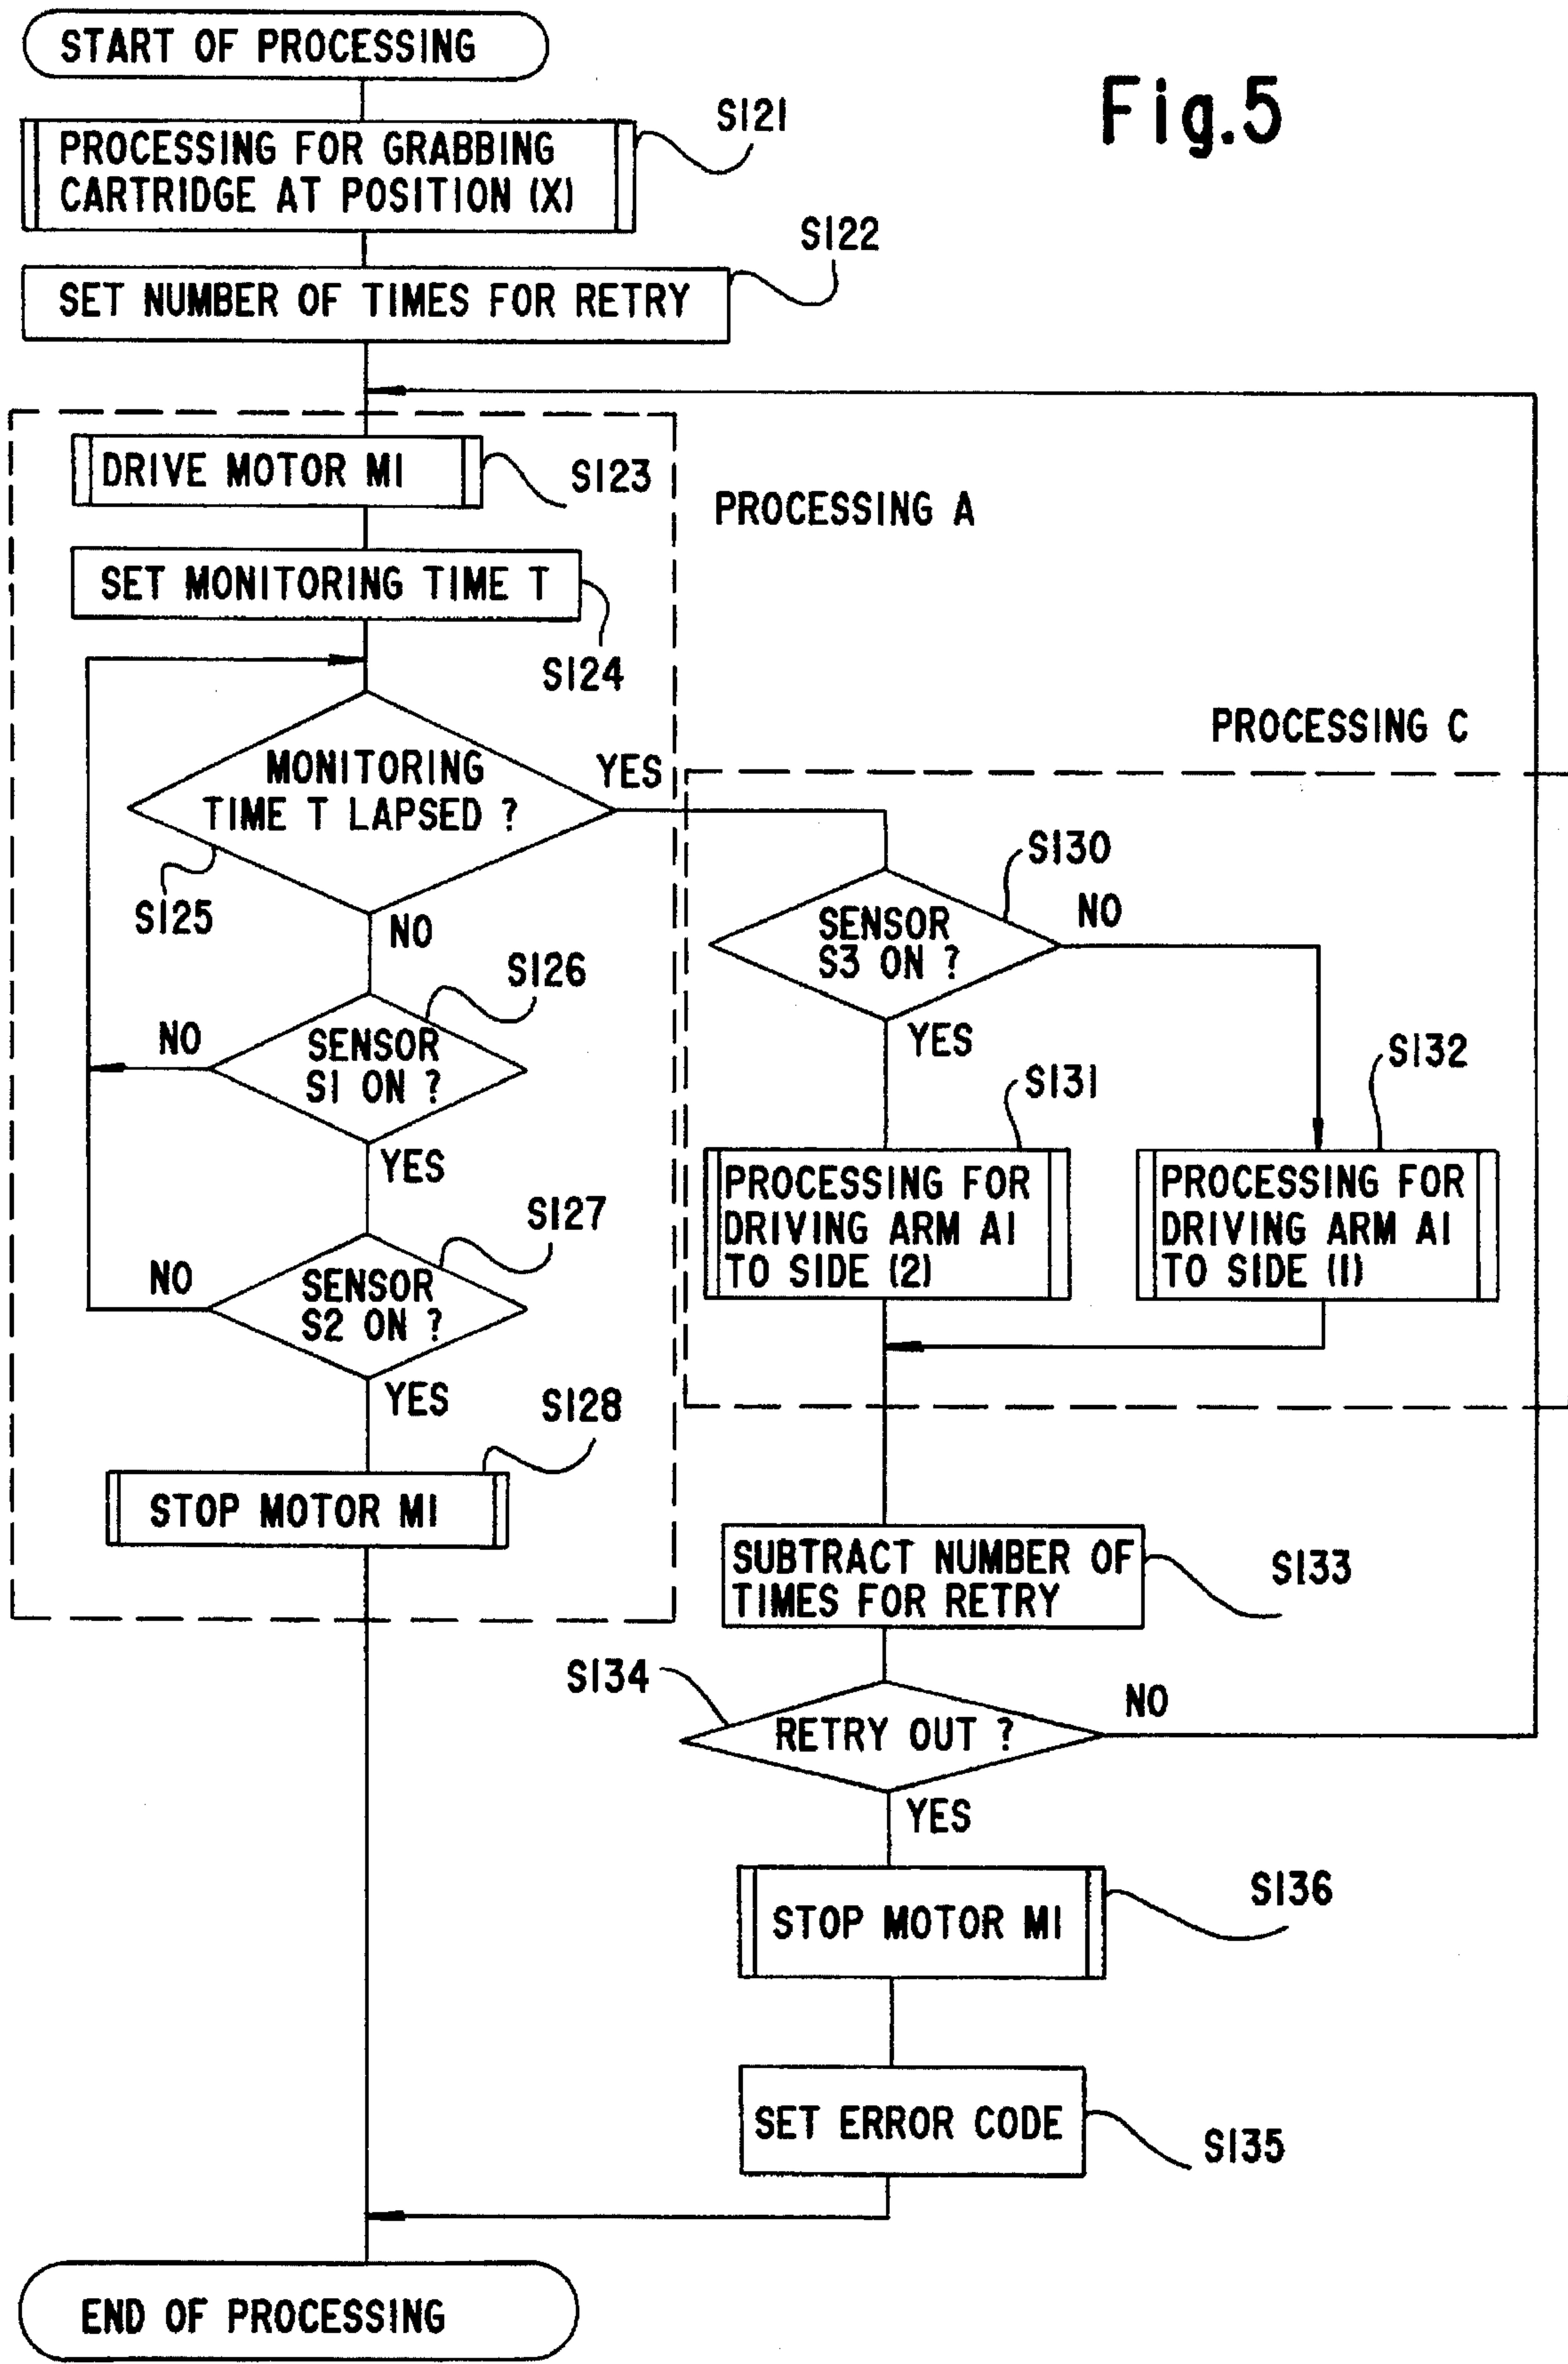 START OF PROCESSING
Fig.5
S121
PROCESSING FOR GRABBING
CARTRIDGE AT POSITION (X)
S122
SET NUMBER OF TIMES FOR RETRY
DRIVE MOTOR M1
S123
PROCESSING A
SET MONITORING TIME T
S124
PROCESSING C
MONITORING
TIME T LAPSED ?
YES
S125
NO
S130
SENSOR
S3 ON ?
NO
YES
S126
SENSOR
S1 ON ?
NO
YES
S131
PROCESSING FOR
DRIVING ARM A1
TO SIDE (2)
S132
PROCESSING FOR
DRIVING ARM A1
TO SIDE (1)
S127
SENSOR
S2 ON ?
NO
YES
S128
STOP MOTOR M1
SUBTRACT NUMBER OF
TIMES FOR RETRY
S133
S134
RETRY OUT ?
NO
YES
STOP MOTOR M1
S136
SET ERROR CODE
S135
END OF PROCESSING